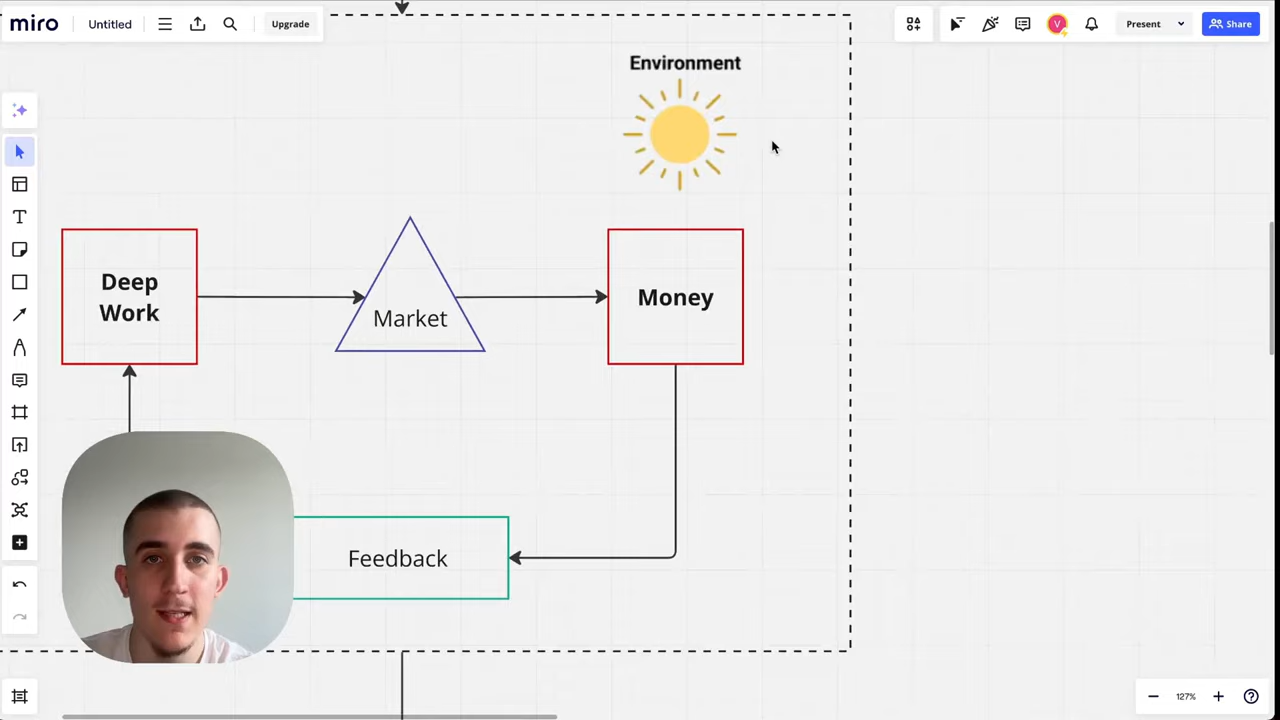 miro
Untitled
Upgrade
V
Present
Share
Environment
Deep
Work
Market
Money
Feedback
127%